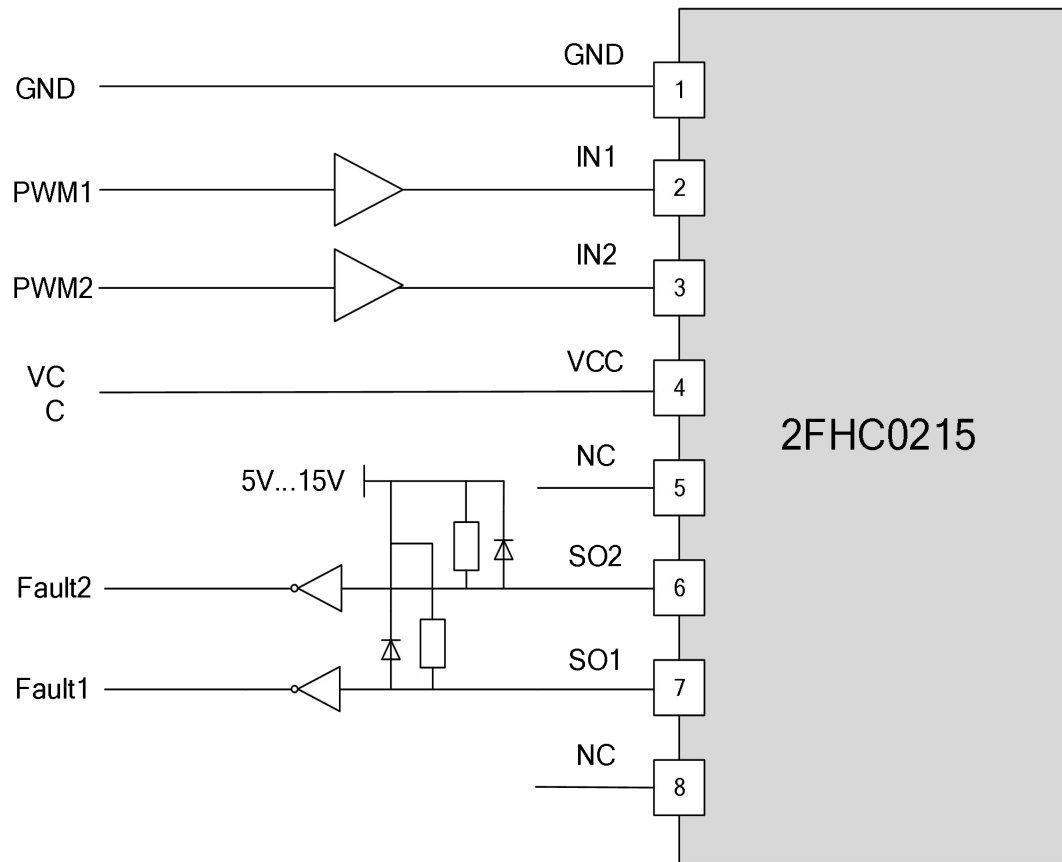 GND
GND
1
PWM1
IN1
2
PWM2
IN2
3
VC
C
VCC
4
2FHC0215
NC
5
5V...15V
Fault2
SO2
6
Fault1
SO1
7
NC
8